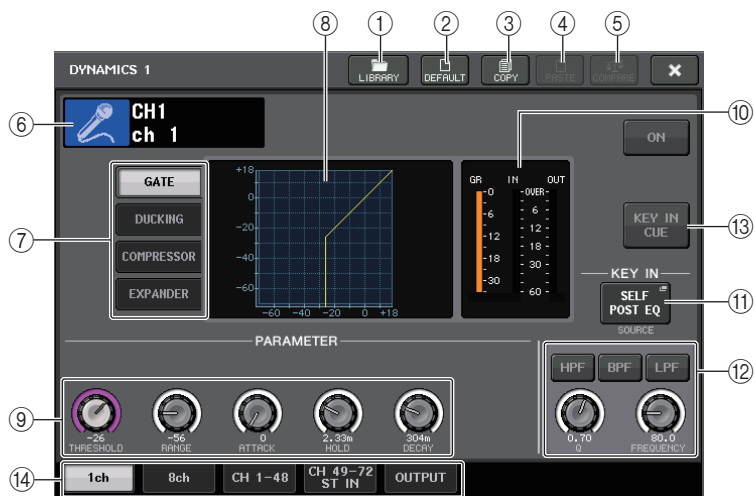 ⑧ ① ② ③ ④ ⑤
DYNAMICS 1
LIBRARY DEFAULT COPY PASTE COMPARE ×
⑥ CH1
ch 1
⑩
ON
⑦
GATE
DUCKING
COMPRESSOR
EXPANDER
+18
0
-20
-40
-60
-60 -40 -20 0 +18
GR IN OUT
0 OVER
-6 6
-12 12
18
-18 30
-30
60
KEY IN
CUE
⑬
KEY IN
SELF
POST EQ
⑪
SOURCE
PARAMETER
HPF BPF LPF
⑫
⑨
-26 -56 0 2.33m 304m
THRESHOLD RANGE ATTACK HOLD DECAY
0.70 80.0
Q FREQUENCY
⑭
1ch 8ch CH 1-48 CH 49-72
ST IN OUTPUT